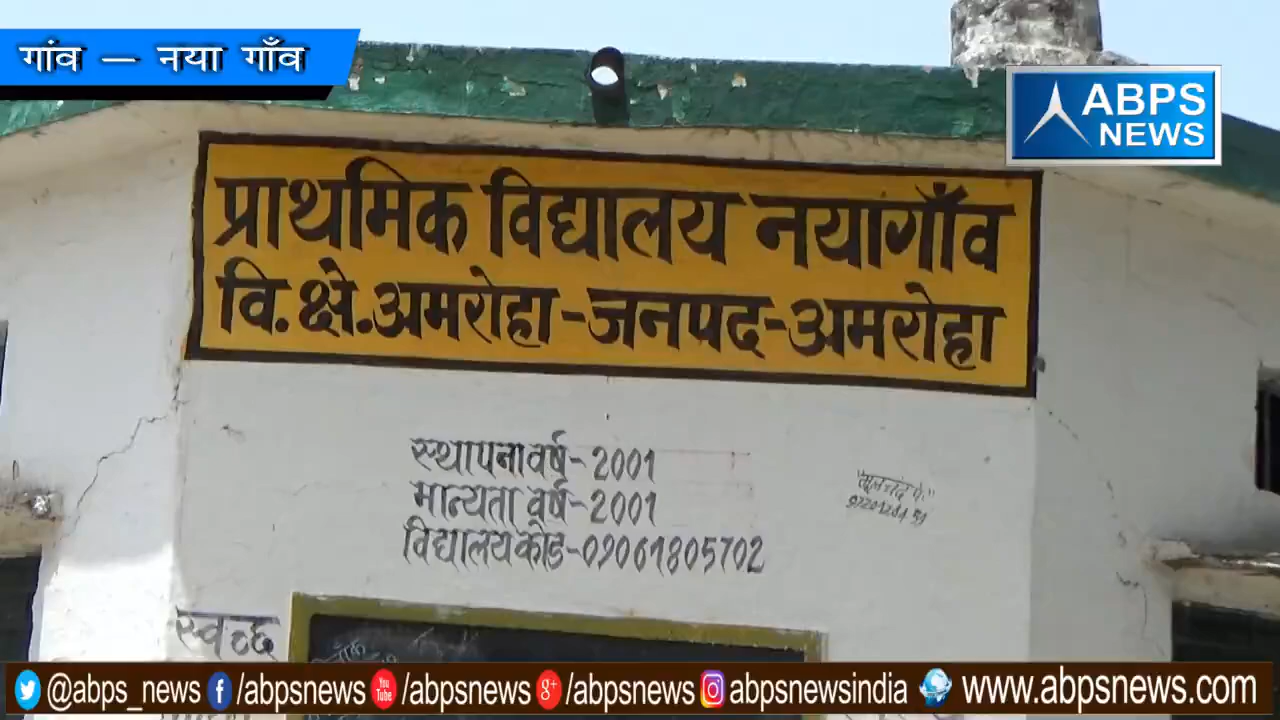 गांव — नया गाँव
ABPS
NEWS
प्राथमिक विद्यालय नयागाँव
वि. क्षे. अमरोहा-जनपद-अमरोहा
स्थापना वर्ष-2001
मान्यता वर्ष-2001
विद्यालय कोड-09061805702
स्वच्छ
@abps_news /abpsnews /abpsnews /abpsnews abpsnewsindia www.abpsnews.com